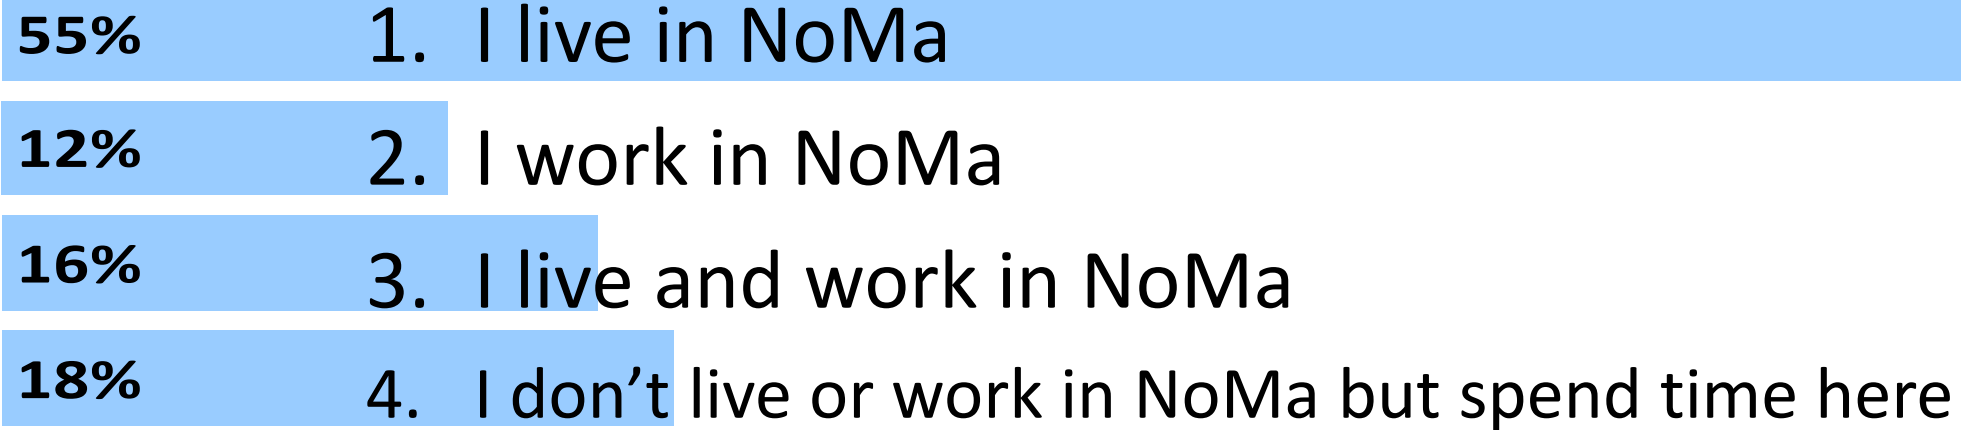 55% 1. I live in NoMa
12% 2. I work in NoMa
16% 3. I live and work in NoMa
18% 4. I don’t live or work in NoMa but spend time here